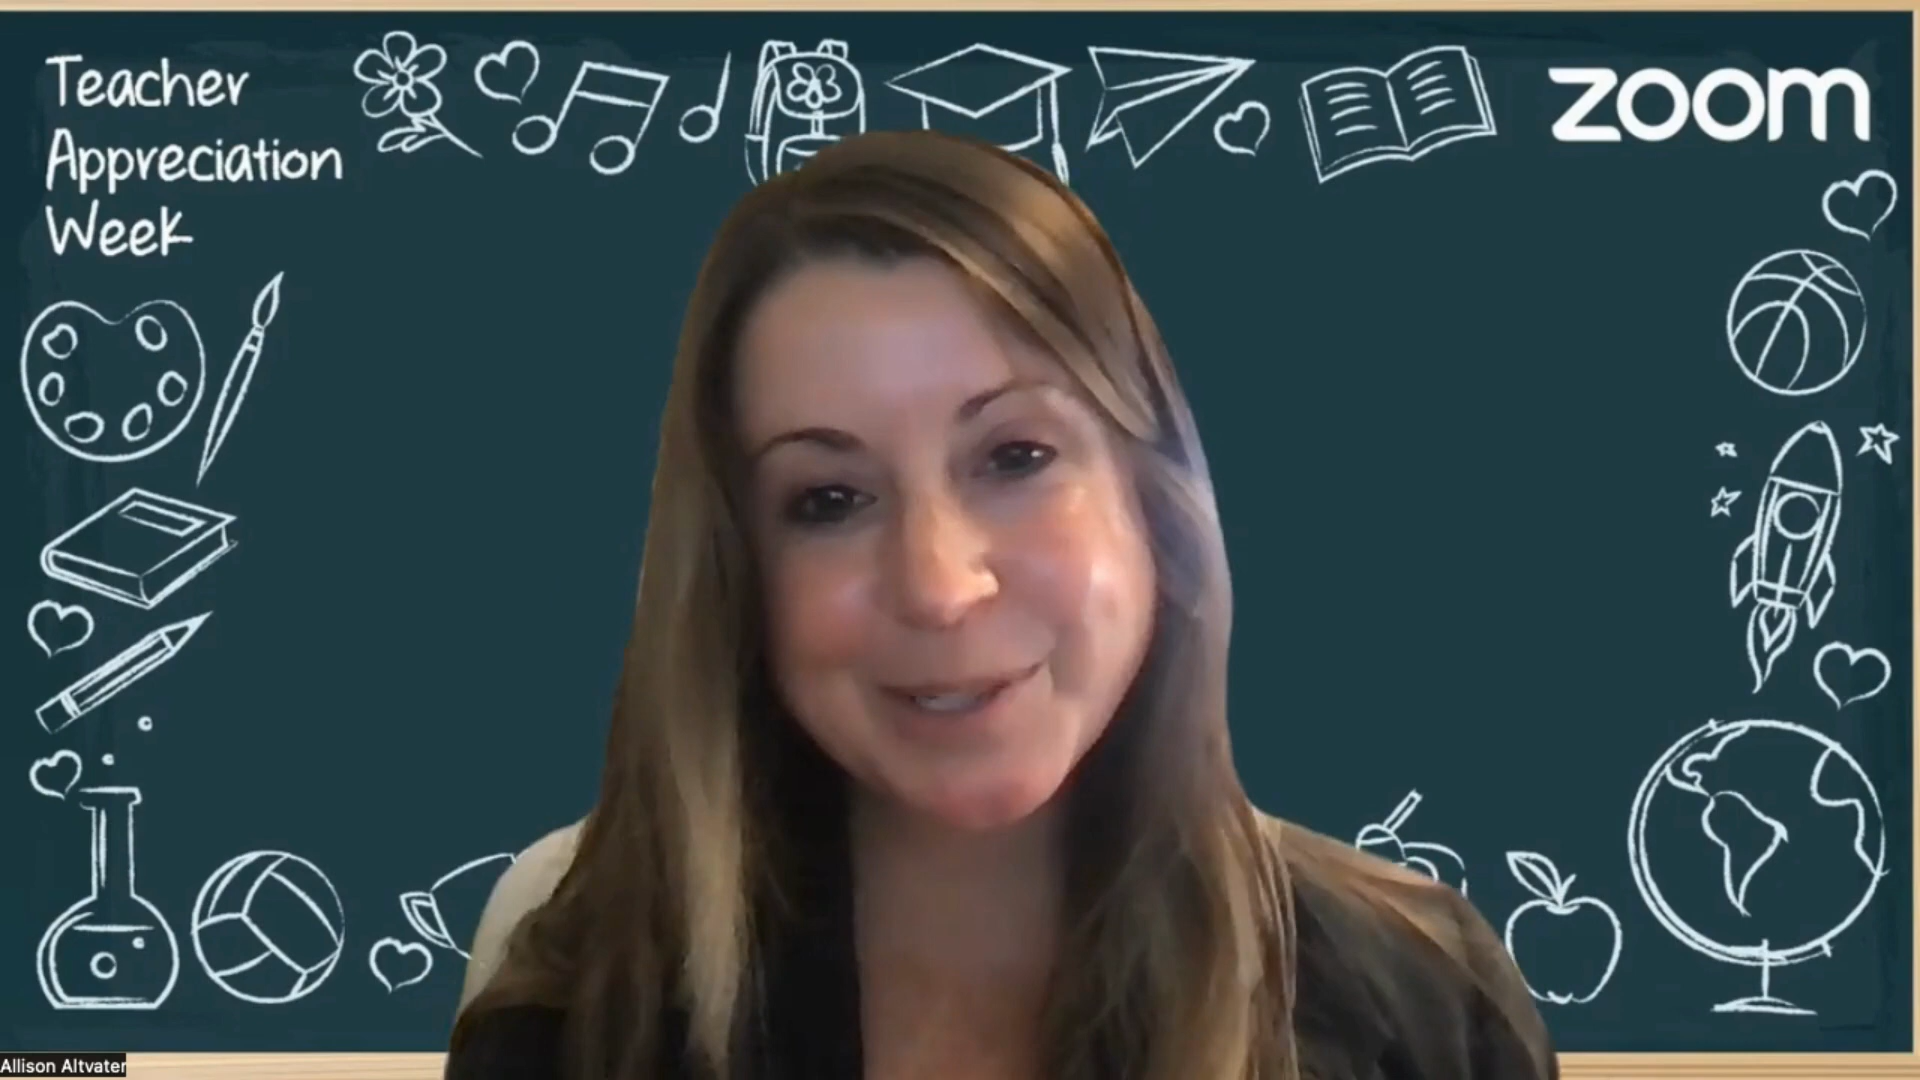 Teacher
Appreciation
Week
zoom
Allison Altvater